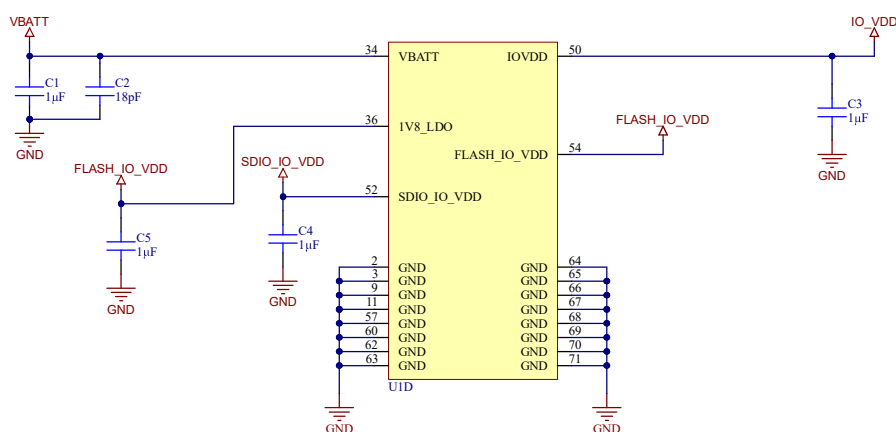 VBATT
IO_VDD
34 VBATT IOVDD 50
C1
1µF
C2
18pF
C3
1µF
GND
36 1V8_LDO
FLASH_IO_VDD
FLASH_IO_VDD 54
GND
FLASH_IO_VDD
SDIO_IO_VDD
52 SDIO_IO_VDD
C5
1µF
C4
1µF
GND
GND
2 GND GND 64
3 GND GND 65
9 GND GND 66
11 GND GND 67
57 GND GND 68
60 GND GND 69
62 GND GND 70
63 GND GND 71
U1D
GND
GND